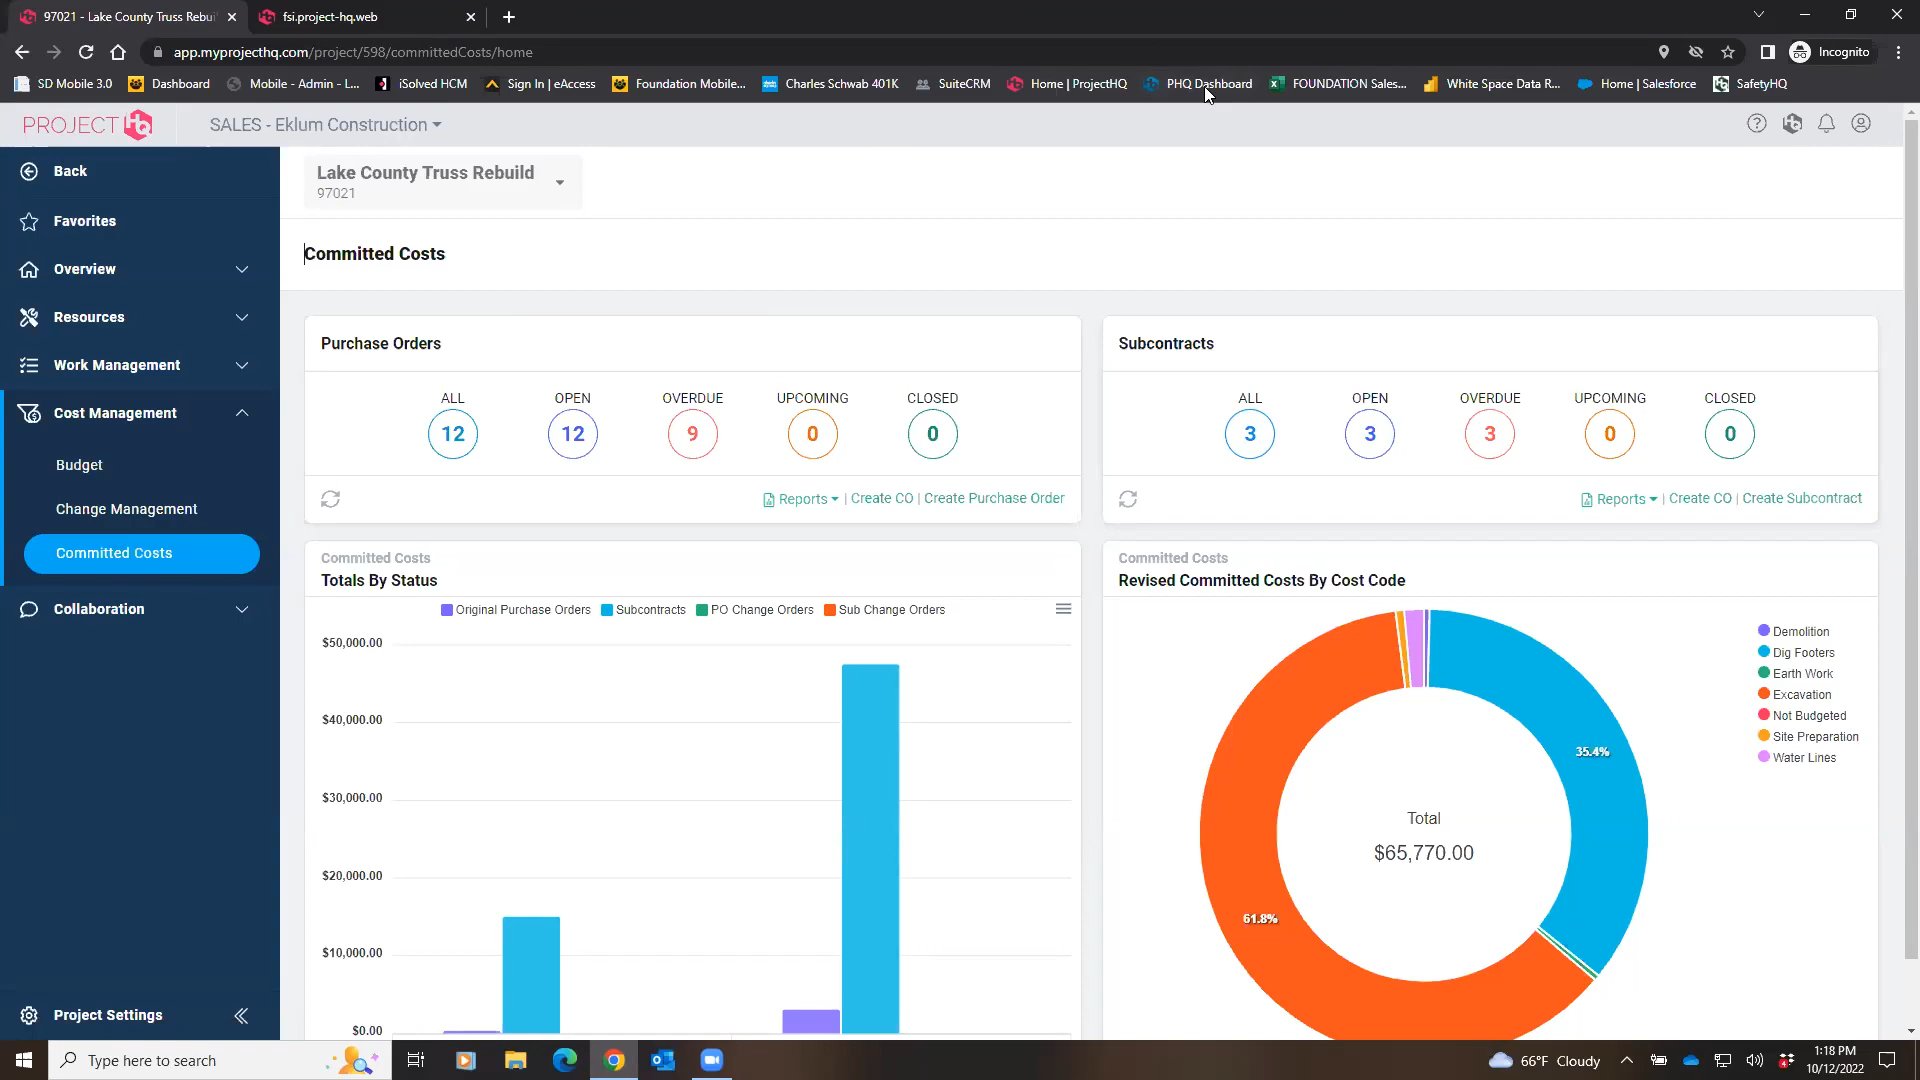 97021 - Lake County Truss Rebui
fsi.project-hq.web
app.myprojecthq.com/project/598/committedCosts/home
Incognito
SD Mobile 3.0
Dashboard
Mobile - Admin - L...
iSolved HCM
Sign In | eAccess
Foundation Mobile...
Charles Schwab 401K
SuiteCRM
Home | ProjectHQ
PHQ Dashboard
FOUNDATION Sales...
White Space Data R...
Home | Salesforce
SafetyHQ
PROJECT HQ
SALES - Eklum Construction
Back
Favorites
Overview
Resources
Work Management
Cost Management
Budget
Change Management
Committed Costs
Collaboration
Project Settings
Lake County Truss Rebuild
97021
Committed Costs
Purchase Orders
ALL OPEN OVERDUE UPCOMING CLOSED
12 12 9 0 0
Reports | Create CO | Create Purchase Order
Subcontracts
ALL OPEN OVERDUE UPCOMING CLOSED
3 3 3 0 0
Reports | Create CO | Create Subcontract
Committed Costs
Totals By Status
Original Purchase Orders Subcontracts PO Change Orders Sub Change Orders
$50,000.00
$40,000.00
$30,000.00
$20,000.00
$10,000.00
$0.00
Committed Costs
Revised Committed Costs By Cost Code
Demolition
Dig Footers
Earth Work
Excavation
Not Budgeted
Site Preparation
Water Lines
35.4%
Total
$65,770.00
61.8%
Type here to search
66°F Cloudy
1:18 PM
10/12/2022